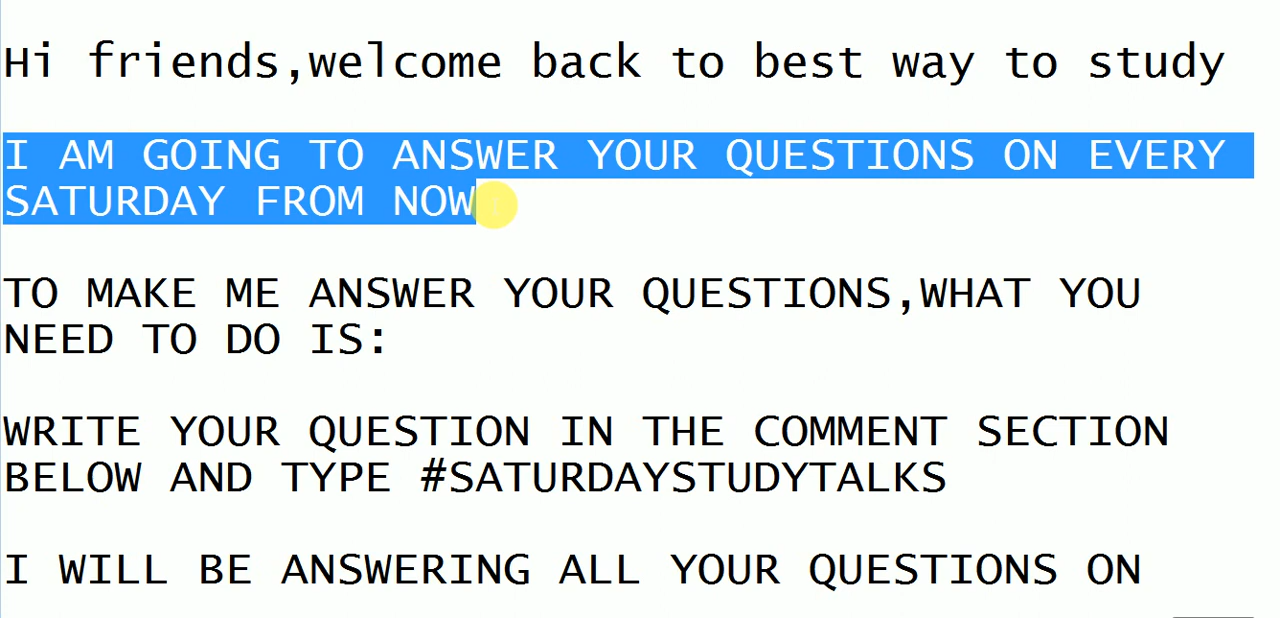 Hi friends,welcome back to best way to study
I AM GOING TO ANSWER YOUR QUESTIONS ON EVERY
SATURDAY FROM NOW
TO MAKE ME ANSWER YOUR QUESTIONS,WHAT YOU
NEED TO DO IS:
WRITE YOUR QUESTION IN THE COMMENT SECTION
BELOW AND TYPE #SATURDAYSTUDYTALKS
I WILL BE ANSWERING ALL YOUR QUESTIONS ON